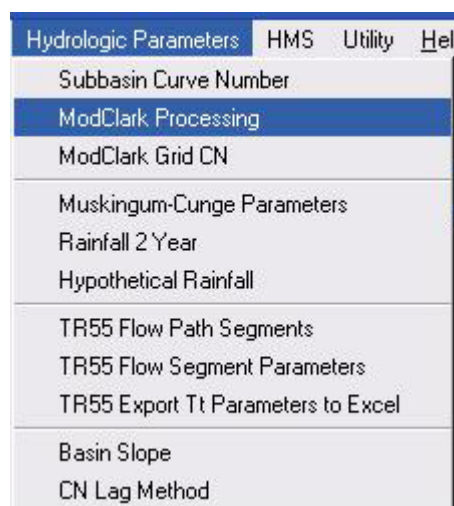 Hydrologic Parameters HMS Utility Hel
Subbasin Curve Number
ModClark Processing
ModClark Grid CN
Muskingum-Cunge Parameters
Rainfall 2 Year
Hypothetical Rainfall
TR55 Flow Path Segments
TR55 Flow Segment Parameters
TR55 Export Tt Parameters to Excel
Basin Slope
CN Lag Method